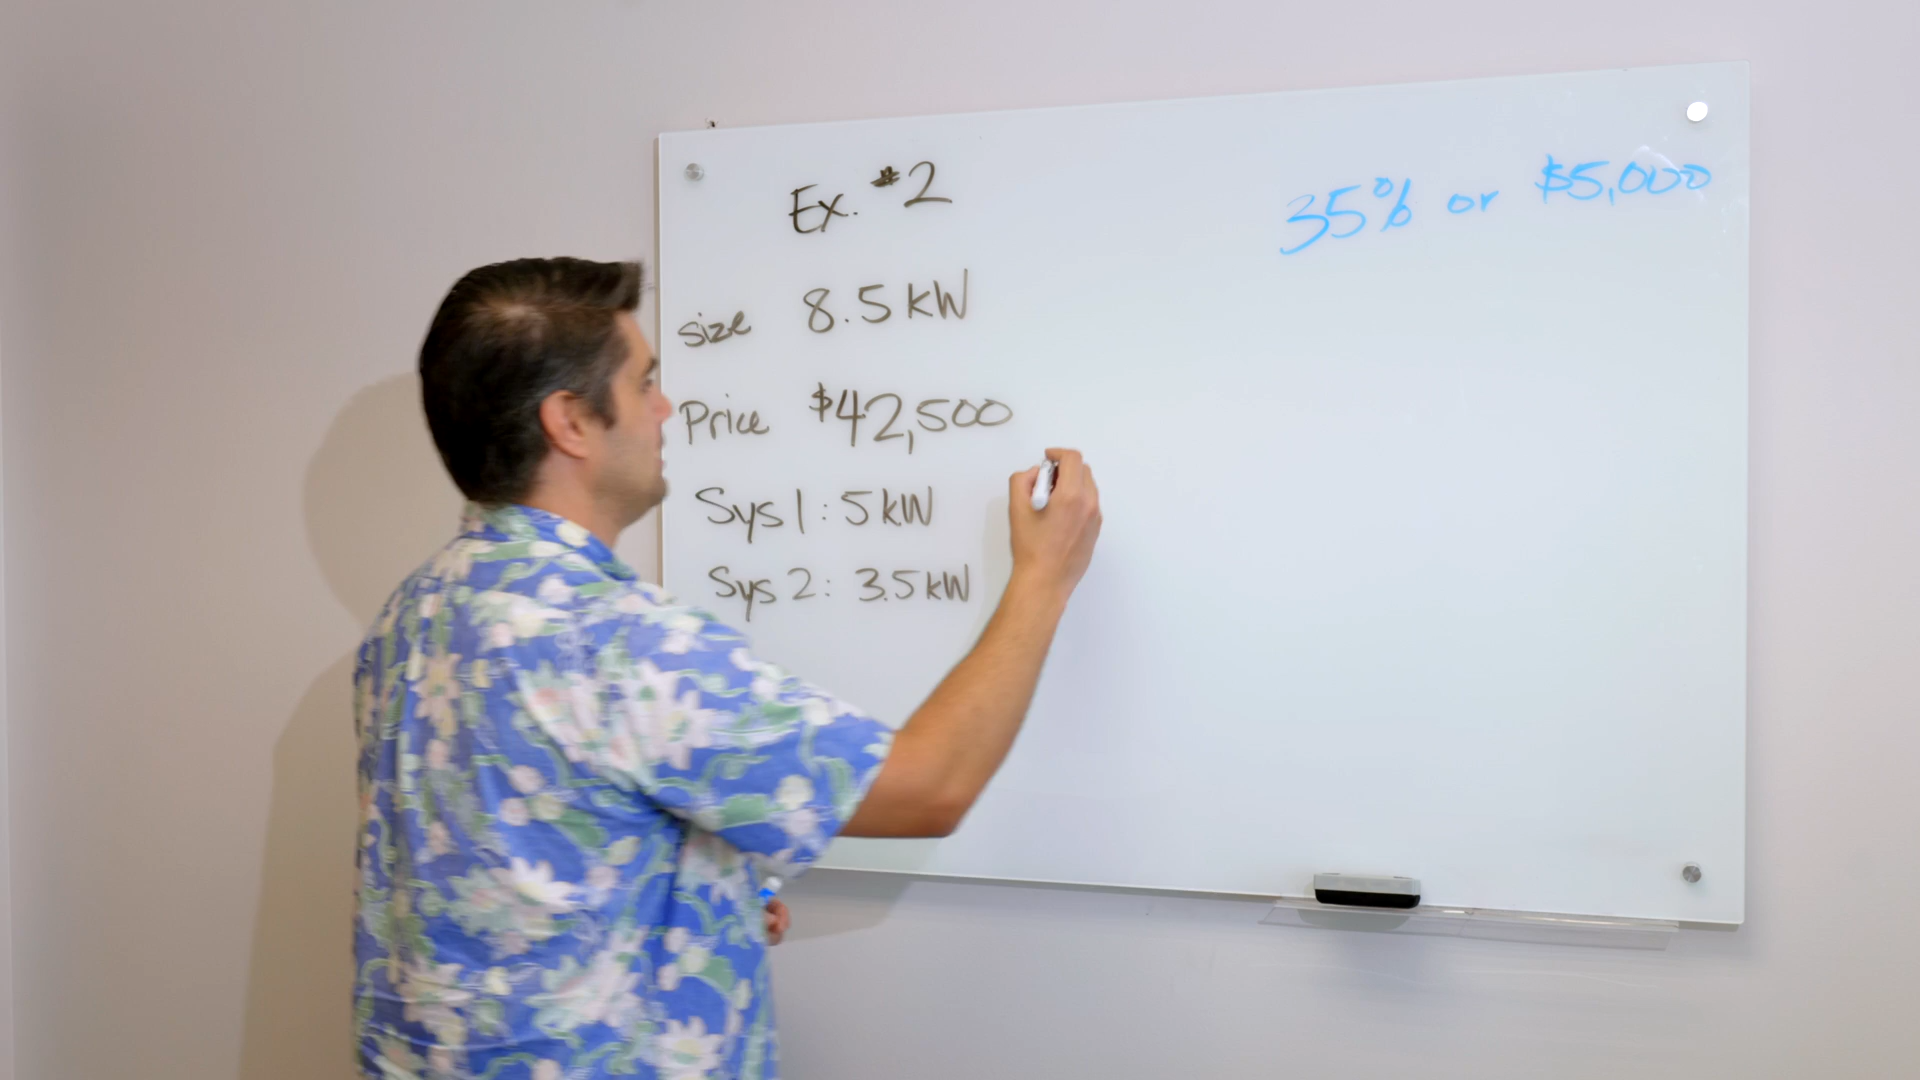 Ex. #2
35% or $5,000
size 8.5 kW
Price $42,500
Sys 1: 5 kW
Sys 2: 3.5 kW